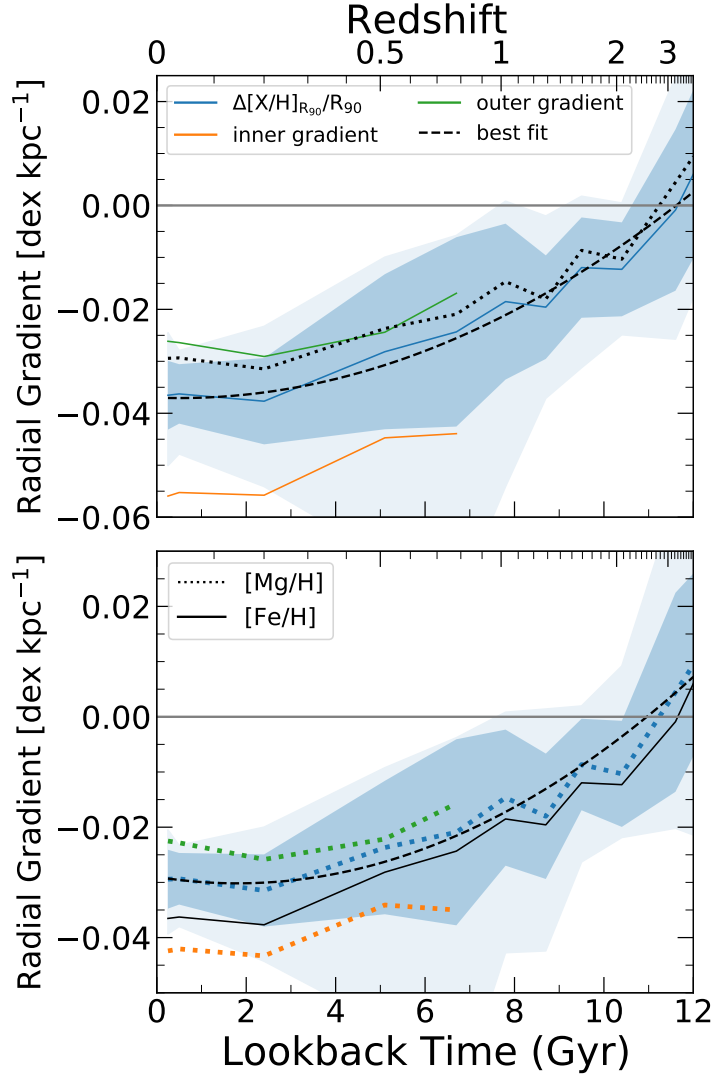 Redshift
0 0.5 1 2 3
Radial Gradient [dex kpc⁻¹]
0.02
0.00
−0.02
−0.04
−0.06
Δ[X/H]R₉₀/R₉₀
inner gradient
outer gradient
best fit
Radial Gradient [dex kpc⁻¹]
0.02
0.00
−0.02
−0.04
[Mg/H]
[Fe/H]
0 2 4 6 8 10 12
Lookback Time (Gyr)